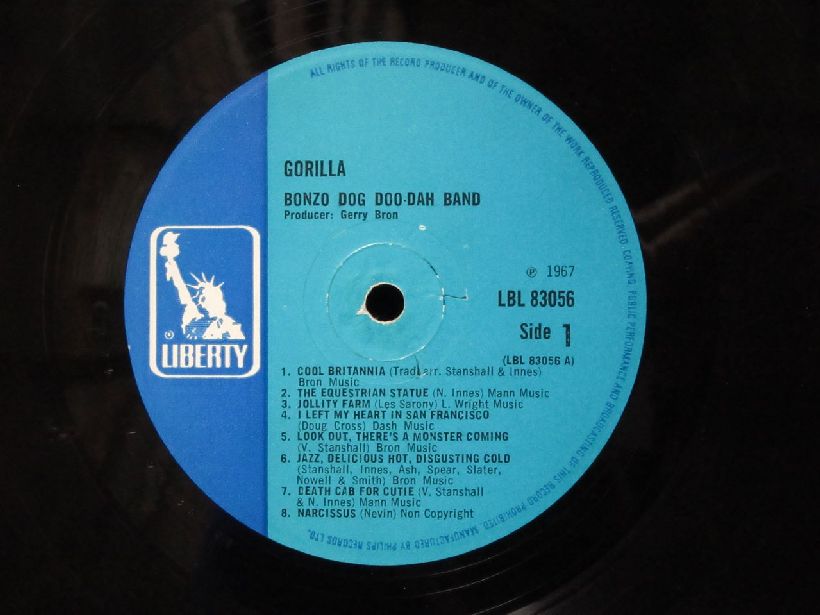 ALL RIGHTS OF THE RECORD PRODUCER AND OF THE OWNER OF THE WORK REPRODUCED RESERVED. COPYING, PUBLIC PERFORMANCE AND BROADCASTING OF THIS RECORD PROHIBITED. MANUFACTURED BY PHILIPS RECORDS LTD.
GORILLA
BONZO DOG DOO-DAH BAND
Producer: Gerry Bron
℗ 1967
LBL 83056
Side 1
(LBL 83056 A)
® LIBERTY
1. COOL BRITANNIA (Trad. arr. Stanshall & Innes)
Bron Music
2. THE EQUESTRIAN STATUE (N. Innes) Mann Music
3. JOLLITY FARM (Les Sarony) L. Wright Music
4. I LEFT MY HEART IN SAN FRANCISCO
(Doug Cross) Dash Music
5. LOOK OUT, THERE'S A MONSTER COMING
(V. Stanshall) Bron Music
6. JAZZ, DELICIOUS HOT, DISGUSTING COLD
(Stanshall, Innes, Ash, Spear, Slater,
Nowell & Smith) Bron Music
7. DEATH CAB FOR CUTIE (V. Stanshall
& N. Innes) Mann Music
8. NARCISSUS (Nevin) Non Copyright